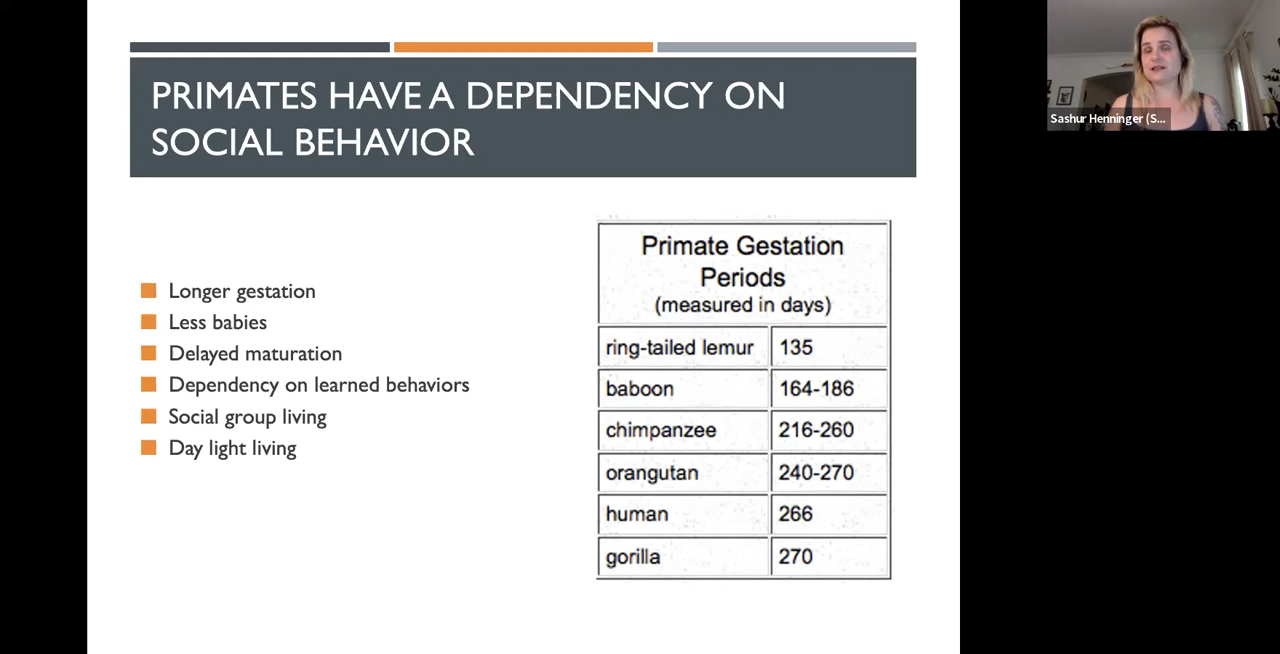 PRIMATES HAVE A DEPENDENCY ON
SOCIAL BEHAVIOR
Longer gestation
Less babies
Delayed maturation
Dependency on learned behaviors
Social group living
Day light living
Primate Gestation
Periods
(measured in days)
ring-tailed lemur 135
baboon 164-186
chimpanzee 216-260
orangutan 240-270
human 266
gorilla 270
Sashur Henninger (S...